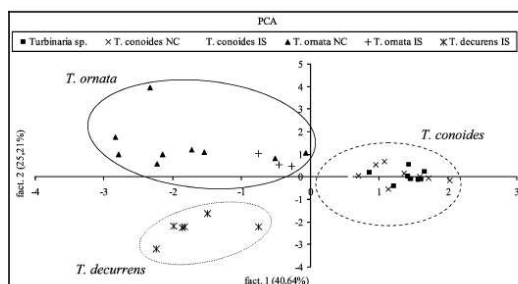 PCA
Turbinaria sp. T. conoides NC T. conoides IS T. ornata NC T. ornata IS T. decurens IS
T. ornata
T. conoides
T. decurrens
fact. 2 (25,21%)
fact. 1 (40,64%)
5
4
3
2
1
0
-1
-2
-3
-4
-4 -3 -2 -1 0 1 2 3